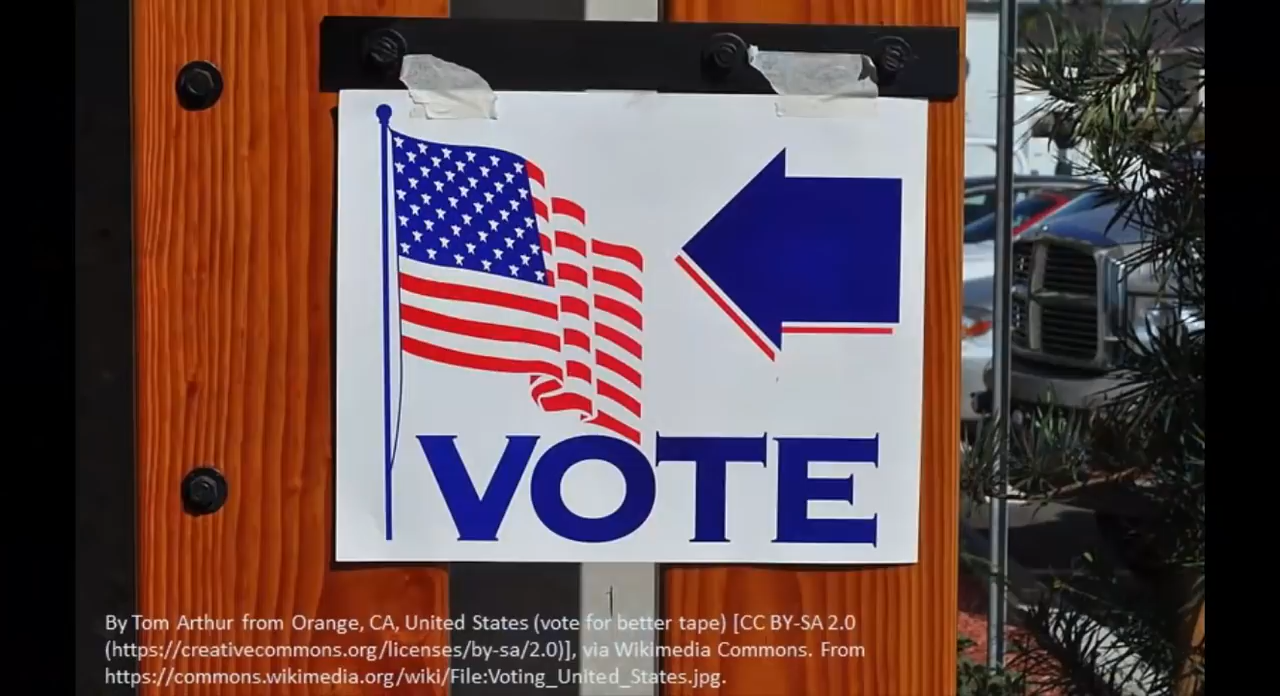 VOTE
By Tom Arthur from Orange, CA, United States (vote for better tape) [CC BY-SA 2.0
(https://creativecommons.org/licenses/by-sa/2.0)], via Wikimedia Commons. From
https://commons.wikimedia.org/wiki/File:Voting_United_States.jpg.